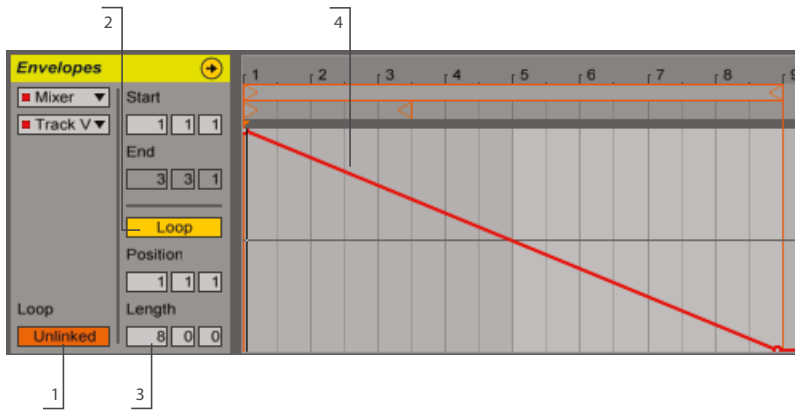 2 4
Envelopes
1 2 3 4 5 6 7 8 9
Mixer
Start
Track V
1 1 1
End
3 3 1
Loop
Position
1 1 1
Loop
Length
Unlinked
8 0 0
1 3